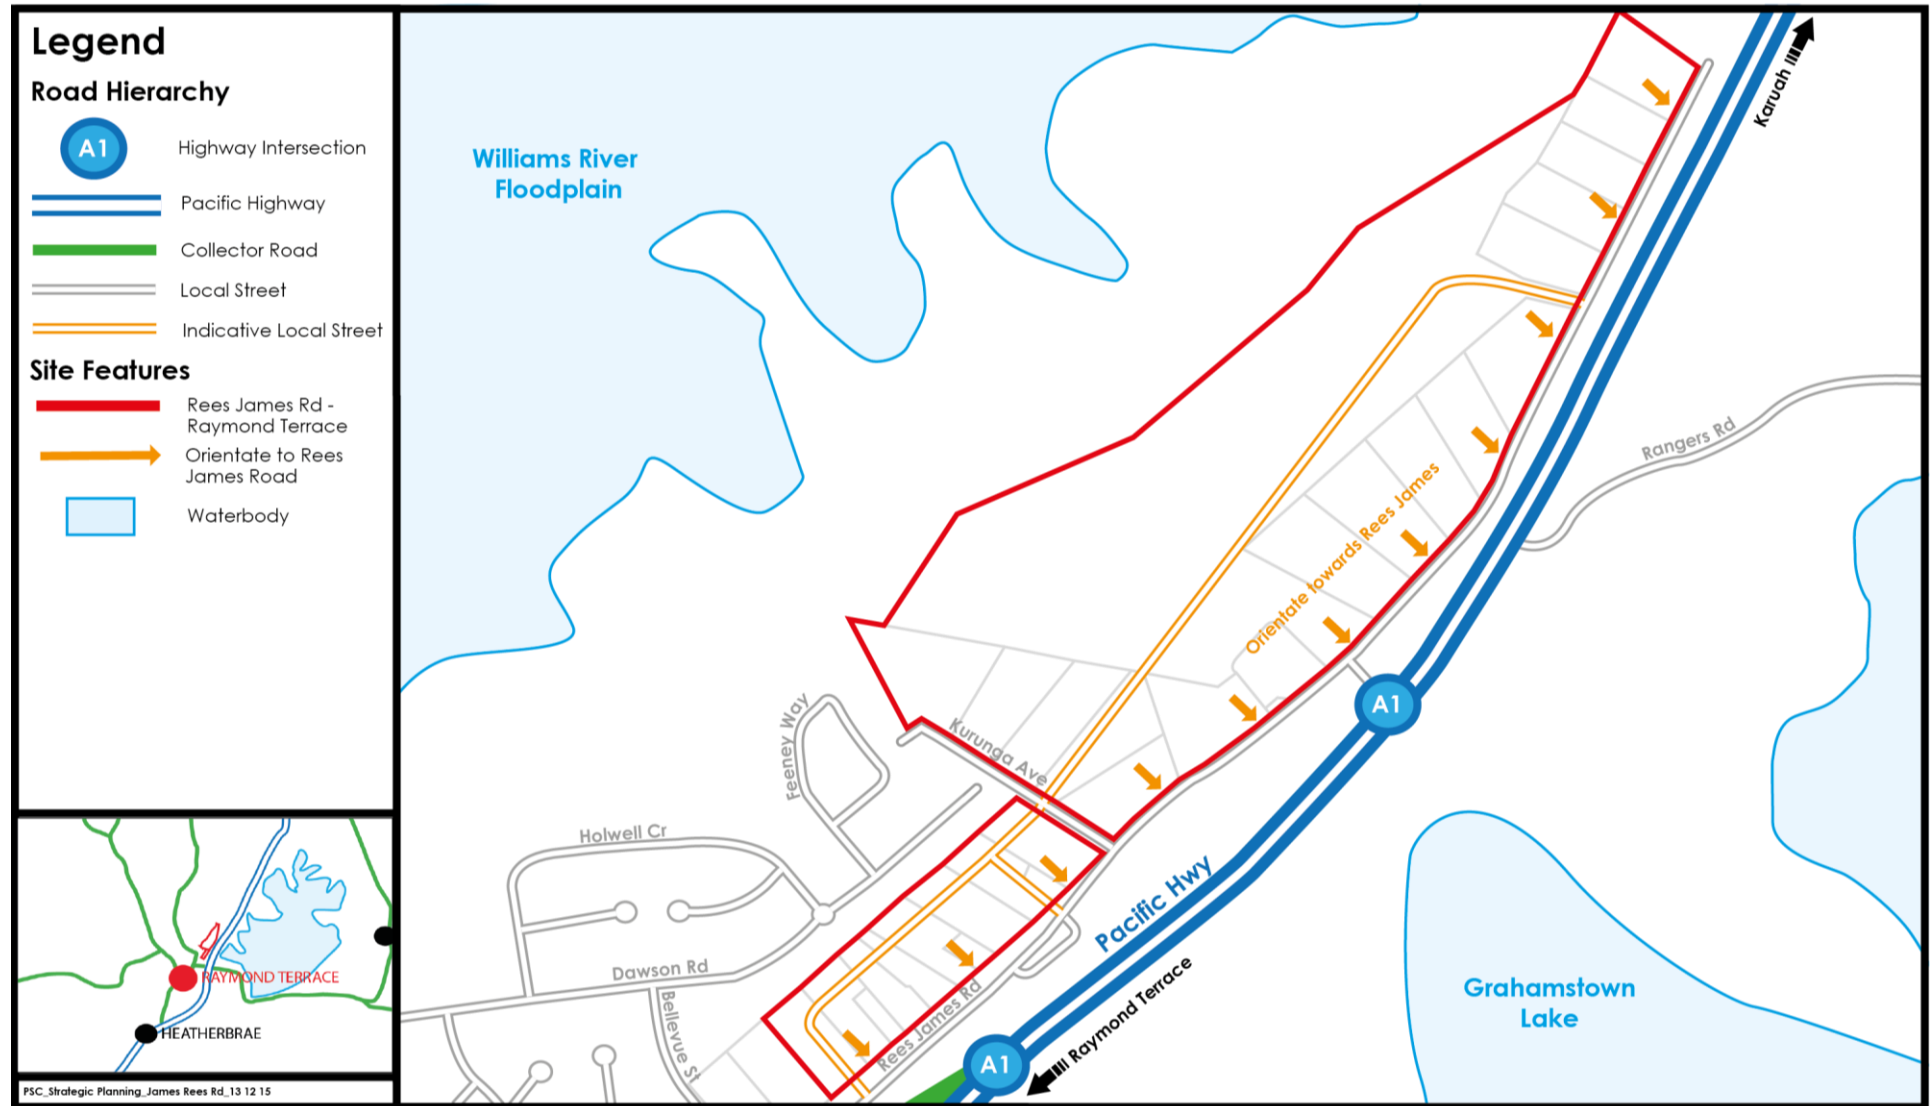 Legend
Road Hierarchy
A1
Highway Intersection
Pacific Highway
Collector Road
Local Street
Indicative Local Street
Site Features
Rees James Rd -
Raymond Terrace
Orientate to Rees
James Road
Waterbody
RAYMOND TERRACE
HEATHERBRAE
PSC_Strategic Planning_James Rees Rd_13 12 15
Williams River
Floodplain
Karuah
Rangers Rd
Orientate towards Rees James
A1
Kurunga Ave
Feeney Way
Holwell Cr
Dawson Rd
Bellevue St
Rees James Rd
Pacific Hwy
Raymond Terrace
A1
Grahamstown
Lake